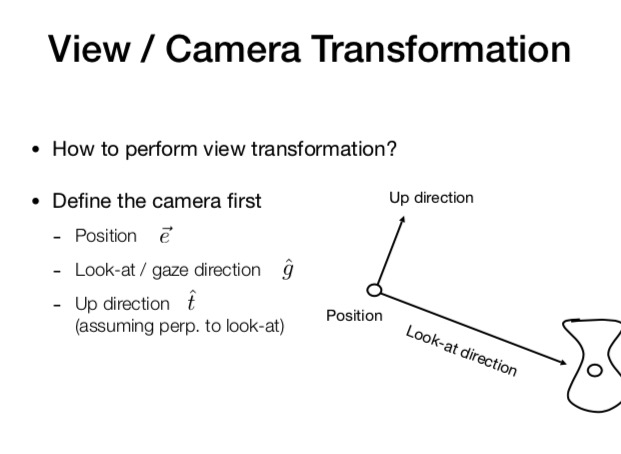 View / Camera Transformation
• How to perform view transformation?
• Define the camera first
- Position $\vec{e}$
- Look-at / gaze direction $\hat{g}$
- Up direction $\hat{t}$
(assuming perp. to look-at)
Up direction
Position
Look-at direction